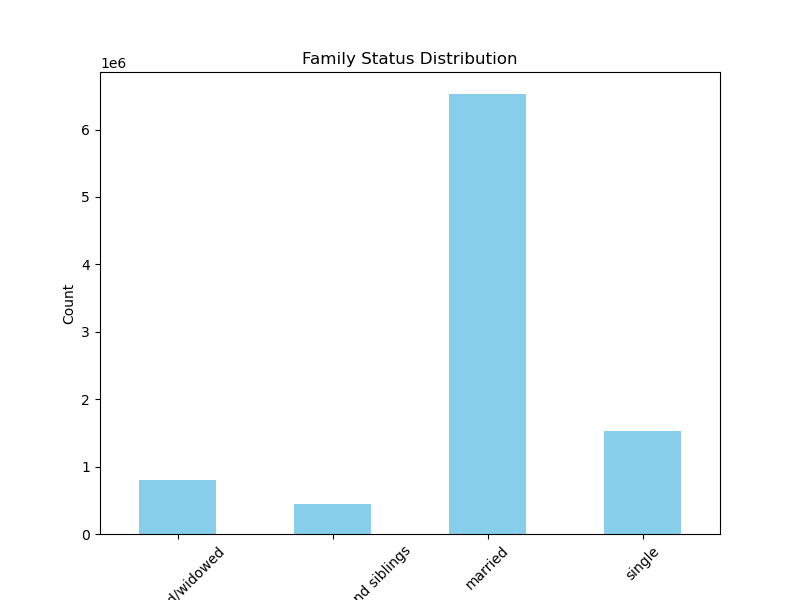 Family Status Distribution
1e6
6
5
4
3
2
1
0
Count
d/widowed
nd siblings
married
single